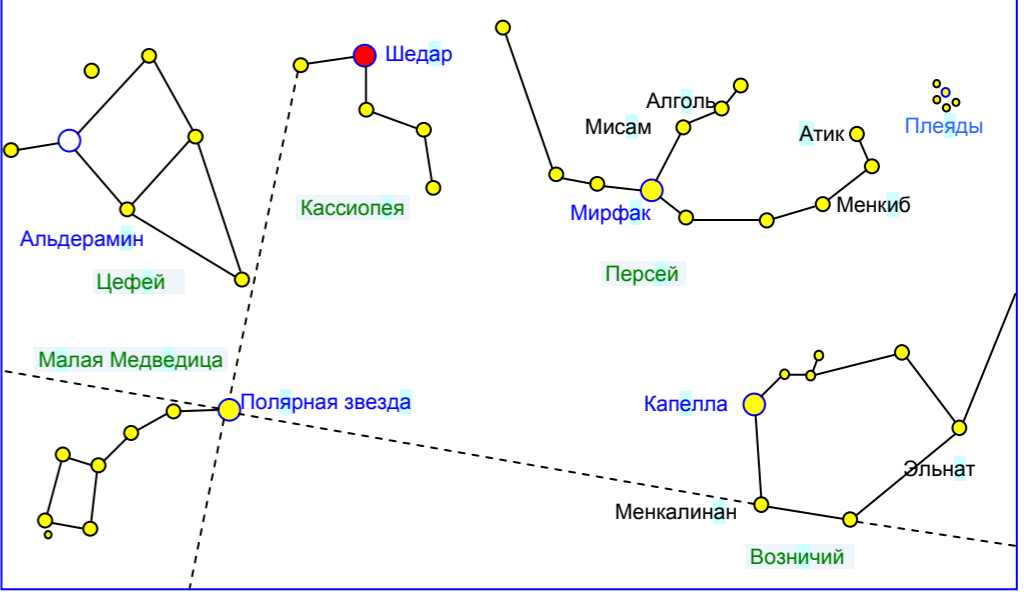 Шедар
Алголь
Мисам
Атик
Плеяды
Мирфак
Менкиб
Кассиопея
Альдерамин
Цефей
Персей
Малая Медведица
Полярная звезда
Капелла
Эльнат
Менкалинан
Возничий